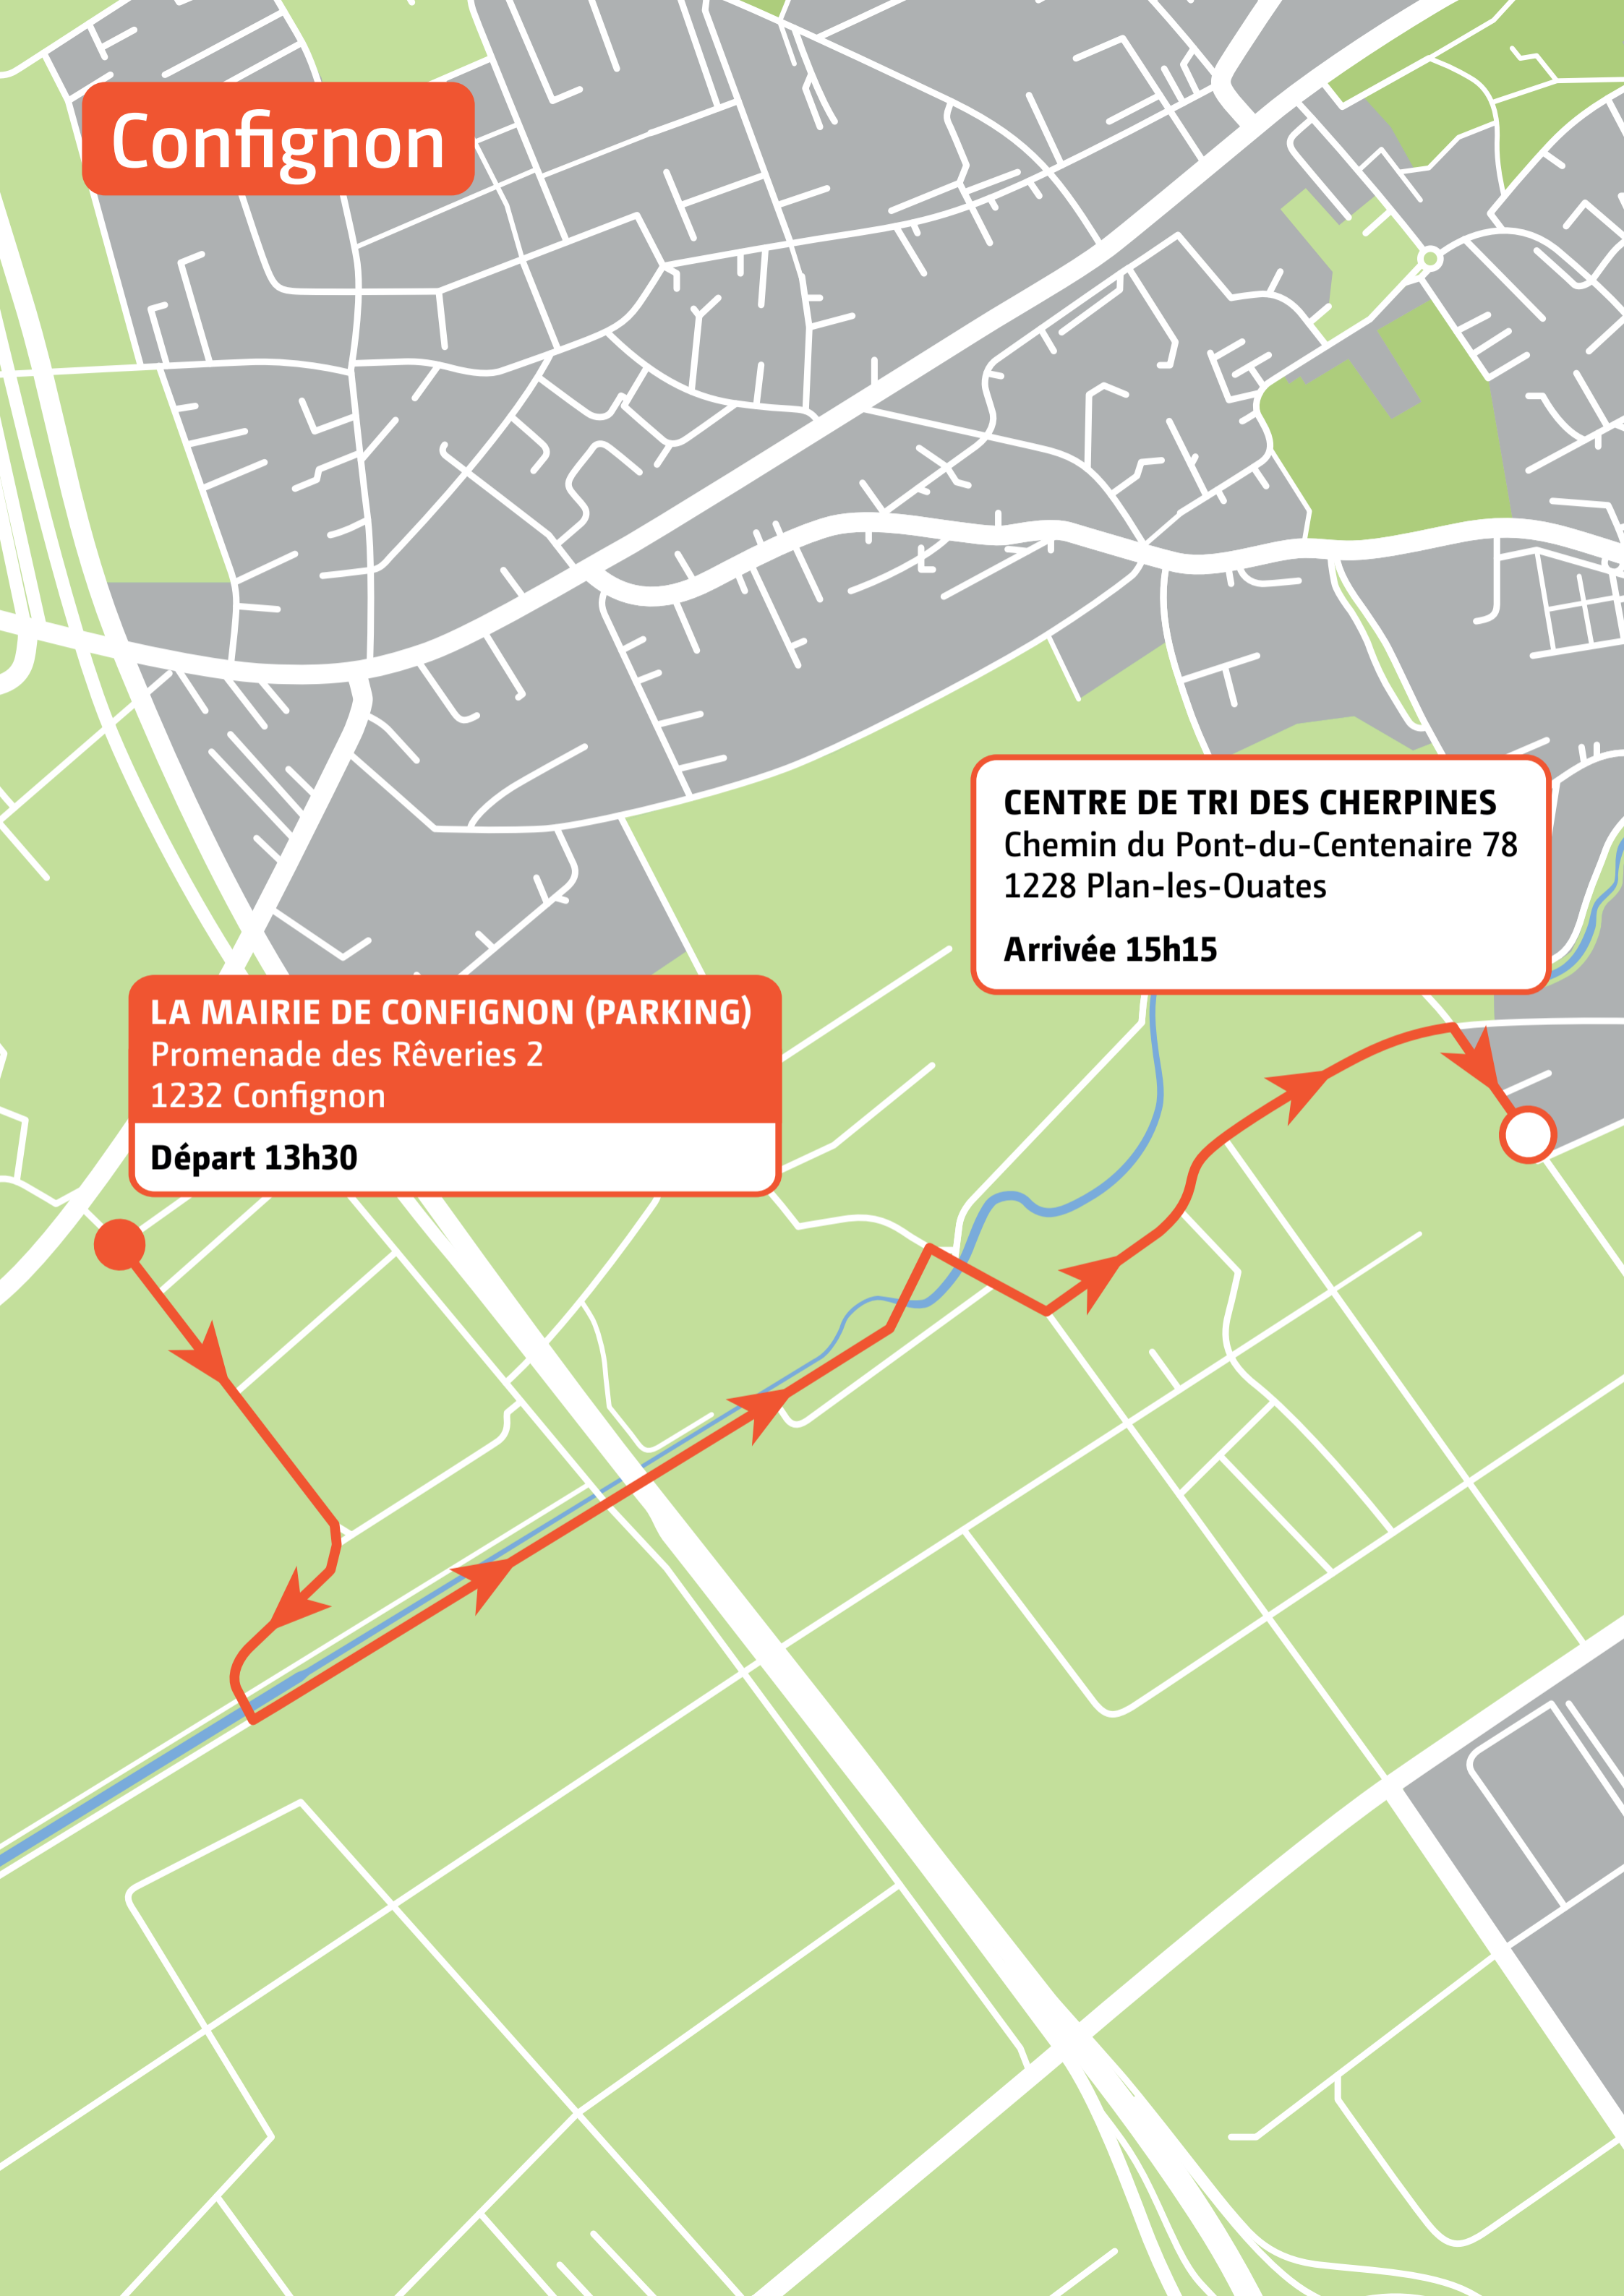 Confignon
CENTRE DE TRI DES CHERPINES
Chemin du Pont-du-Centenaire 78
1228 Plan-les-Ouates
Arrivée 15h15
LA MAIRIE DE CONFIGNON (PARKING)
Promenade des Rêveries 2
1232 Confignon
Départ 13h30